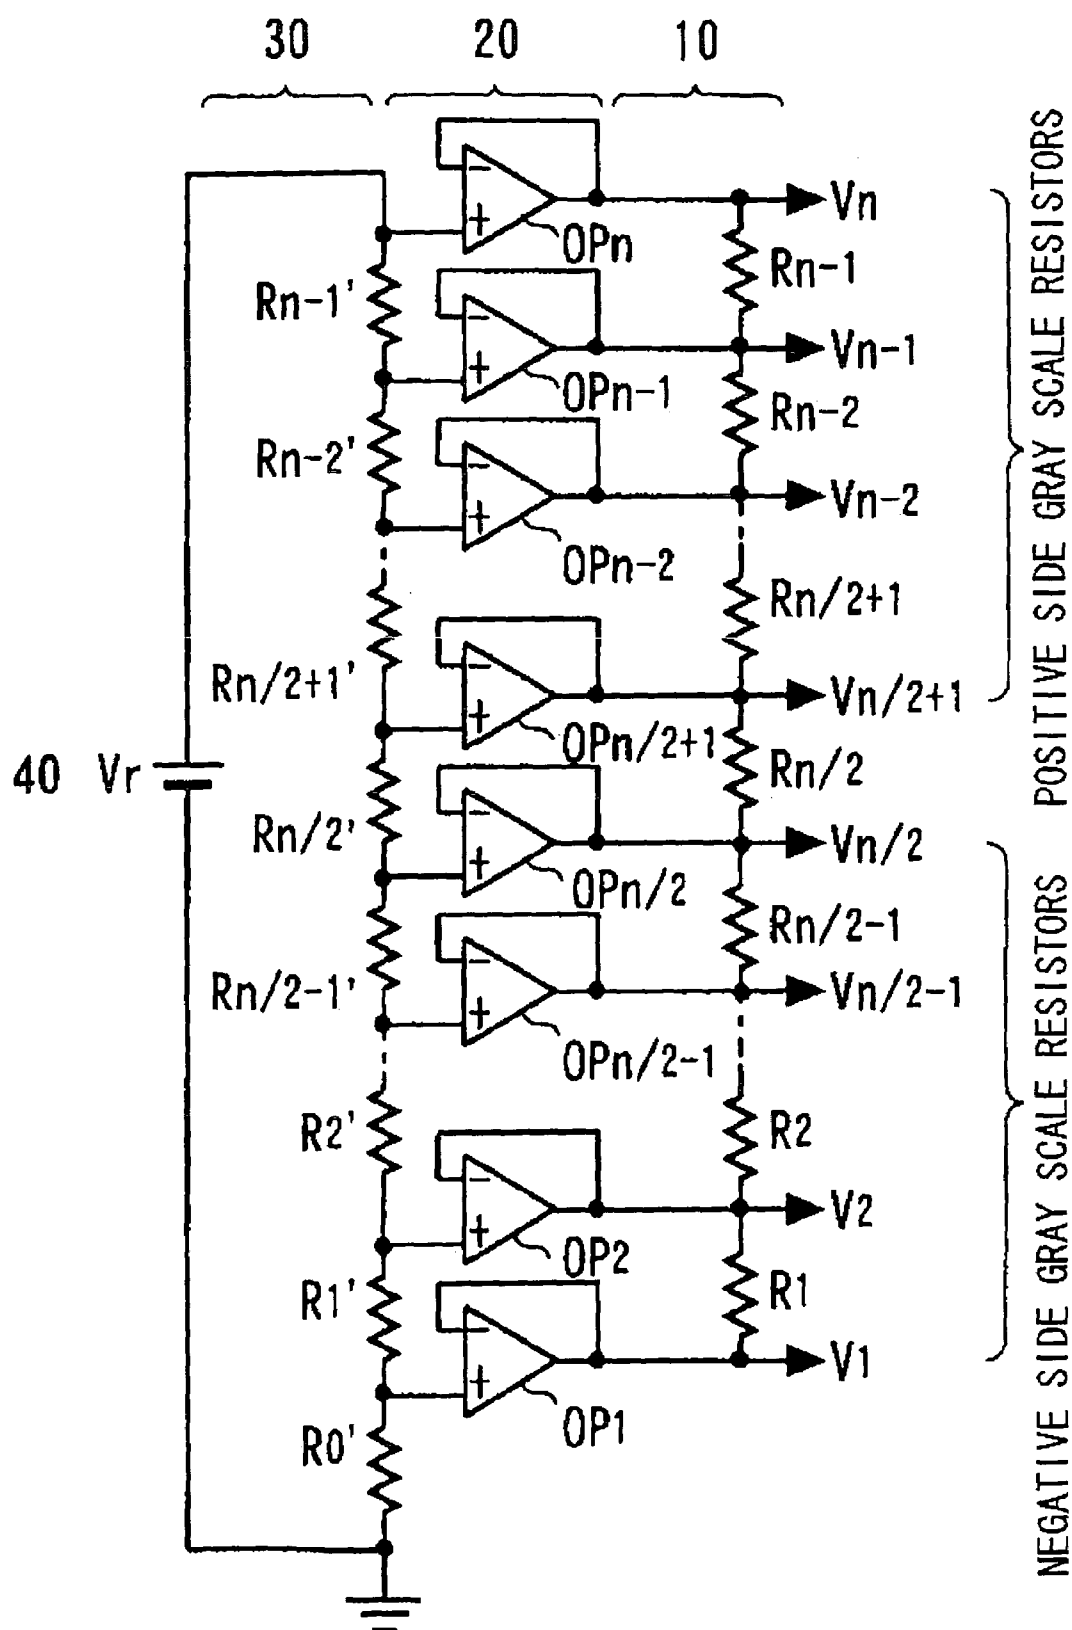 30 20 10
Vn
OPn
Rn-1
Rn-1'
Vn-1
OPn-1
Rn-2
Rn-2'
Vn-2
OPn-2
Rn/2+1
Rn/2+1'
Vn/2+1
OPn/2+1
40 Vr
Rn/2
Rn/2'
Vn/2
OPn/2
Rn/2-1
Rn/2-1'
Vn/2-1
OPn/2-1
R2'
R2
V2
OP2
R1'
R1
V1
OP1
R0'
POSITIVE SIDE GRAY SCALE RESISTORS
NEGATIVE SIDE GRAY SCALE RESISTORS